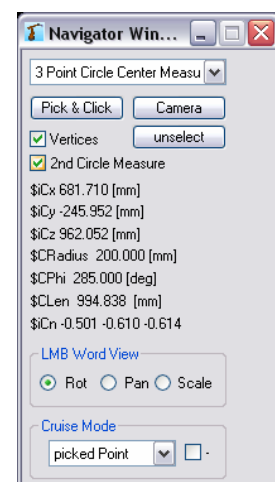 Navigator Win...
3 Point Circle Center Measu
Pick & Click Camera
Vertices unselect
2nd Circle Measure
$iCx 681.710 [mm]
$iCy -245.952 [mm]
$iCz 962.052 [mm]
$CRadius 200.000 [mm]
$CPhi 285.000 [deg]
$CLen 994.838 [mm]
$iCn -0.501 -0.610 -0.614
LMB Word View
Rot Pan Scale
Cruise Mode
picked Point -